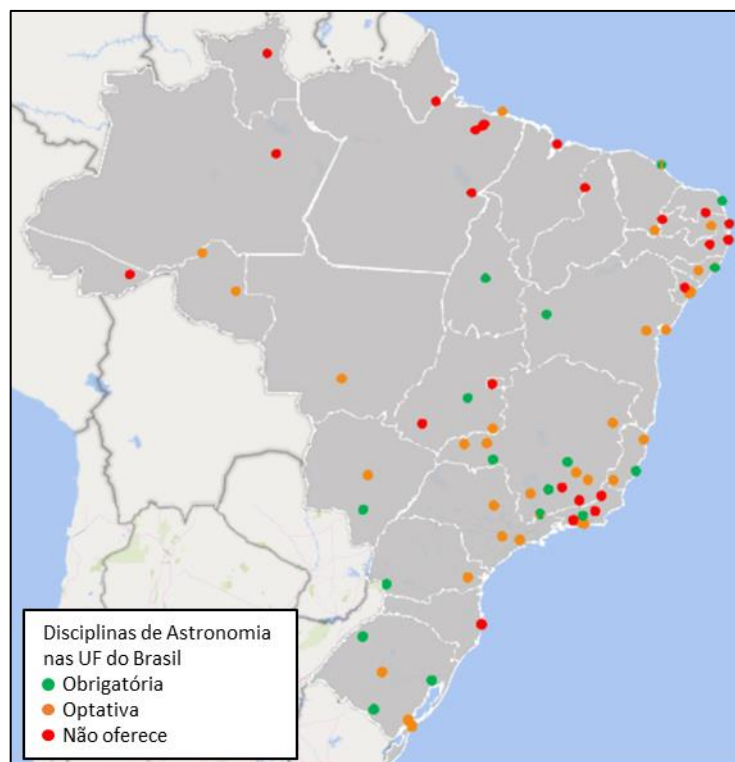 Disciplinas de Astronomia
nas UF do Brasil
Obrigatória
Optativa
Não oferece